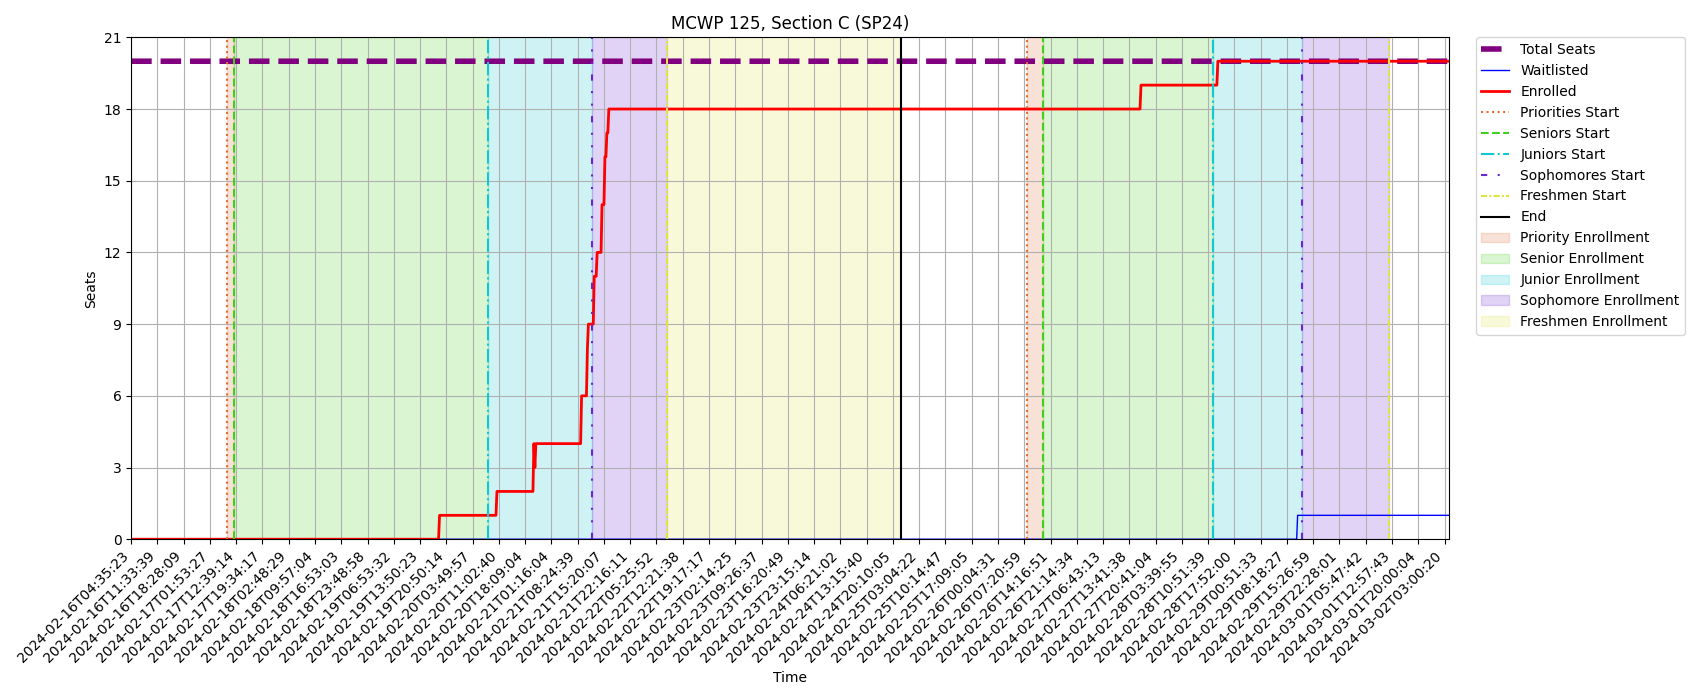 MCWP 125, Section C (SP24)
Seats
21
18
15
12
9
6
3
0
2024-02-16T04:35:23
2024-02-16T11:33:39
2024-02-16T18:28:09
2024-02-17T01:53:27
2024-02-17T12:39:14
2024-02-17T19:34:17
2024-02-18T02:48:29
2024-02-18T09:57:04
2024-02-18T16:53:03
2024-02-18T23:48:58
2024-02-19T06:53:32
2024-02-19T13:50:23
2024-02-19T20:50:14
2024-02-20T03:49:57
2024-02-20T11:02:40
2024-02-20T18:09:04
2024-02-21T01:16:04
2024-02-21T08:24:39
2024-02-21T15:20:07
2024-02-21T22:16:11
2024-02-22T05:25:52
2024-02-22T12:21:38
2024-02-22T19:17:17
2024-02-23T02:14:25
2024-02-23T09:26:37
2024-02-23T16:20:49
2024-02-23T23:15:14
2024-02-24T06:21:02
2024-02-24T13:15:40
2024-02-24T20:10:05
2024-02-25T03:04:22
2024-02-25T10:14:47
2024-02-25T17:09:05
2024-02-26T00:04:31
2024-02-26T07:20:59
2024-02-26T14:16:51
2024-02-26T21:14:34
2024-02-27T06:43:13
2024-02-27T13:41:38
2024-02-27T20:41:04
2024-02-28T03:39:55
2024-02-28T10:51:39
2024-02-28T17:52:00
2024-02-29T00:51:33
2024-02-29T08:18:27
2024-02-29T15:26:59
2024-02-29T22:28:01
2024-03-01T05:47:42
2024-03-01T12:57:43
2024-03-01T20:00:04
2024-03-02T03:00:20
Time
Total Seats
Waitlisted
Enrolled
Priorities Start
Seniors Start
Juniors Start
Sophomores Start
Freshmen Start
End
Priority Enrollment
Senior Enrollment
Junior Enrollment
Sophomore Enrollment
Freshmen Enrollment